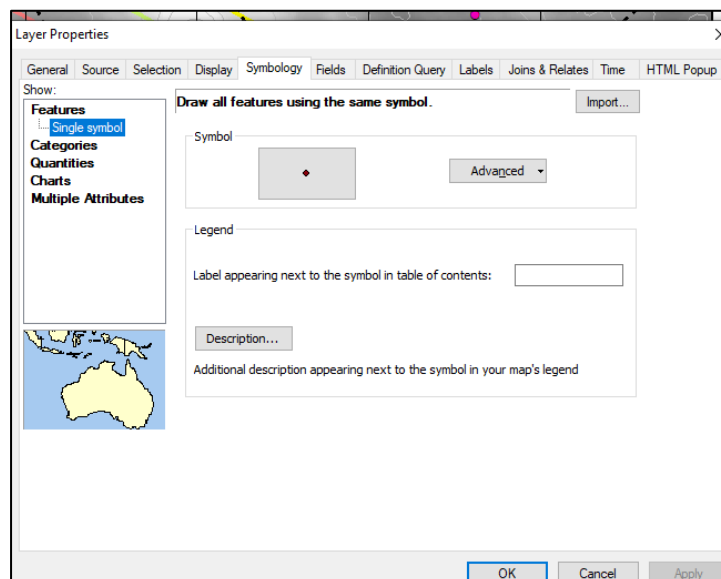 Layer Properties
General Source Selection Display Symbology Fields Definition Query Labels Joins & Relates Time HTML Popup
Show:
Features
Single symbol
Categories
Quantities
Charts
Multiple Attributes
Draw all features using the same symbol.
Import...
Symbol
Advanced
Legend
Label appearing next to the symbol in table of contents:
Description...
Additional description appearing next to the symbol in your map's legend
OK Cancel Apply